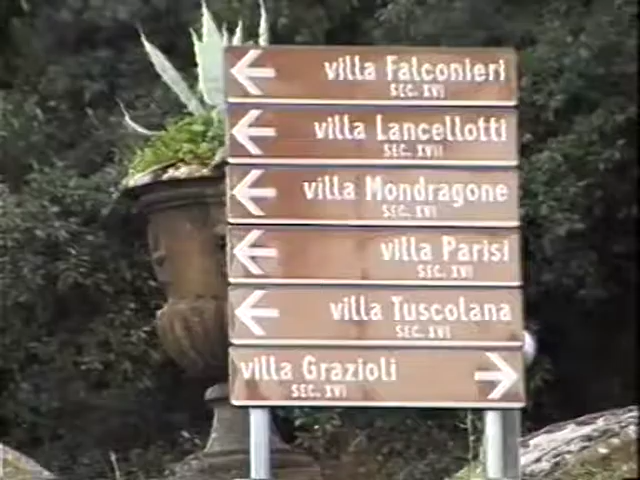 villa Falconieri
SEC. XVI
villa Lancellotti
SEC. XVII
villa Mondragone
SEC. XVI
villa Parisi
SEC. XVI
villa Tuscolana
SEC. XVI
villa Grazioli
SEC. XVI